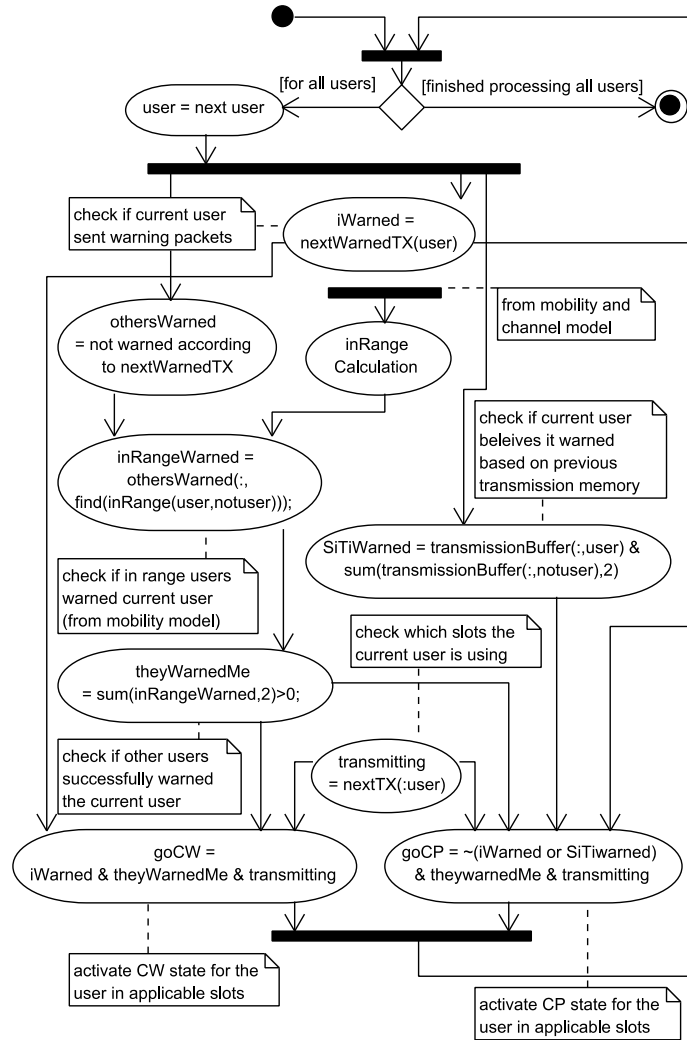 [for all users]
[finished processing all users]
user = next user
check if current user
sent warning packets
iWarned =
nextWarnedTX(user)
othersWarned
= not warned according
to nextWarnedTX
from mobility and
channel model
inRange
Calculation
check if current user
beleives it warned
based on previous
transmission memory
inRangeWarned =
othersWarned(:,
find(inRange(user,notuser)));
SiTiWarned = transmissionBuffer(:,user) &
sum(transmissionBuffer(:,notuser),2)
check if in range users
warned current user
(from mobility model)
check which slots the
current user is using
theyWarnedMe
= sum(inRangeWarned,2)>0;
check if other users
successfully warned
the current user
transmitting
= nextTX(:user)
goCW =
iWarned & theyWarnedMe & transmitting
goCP = ~(iWarned or SiTiwarned)
& theywarnedMe & transmitting
activate CW state for the
user in applicable slots
activate CP state for the
user in applicable slots